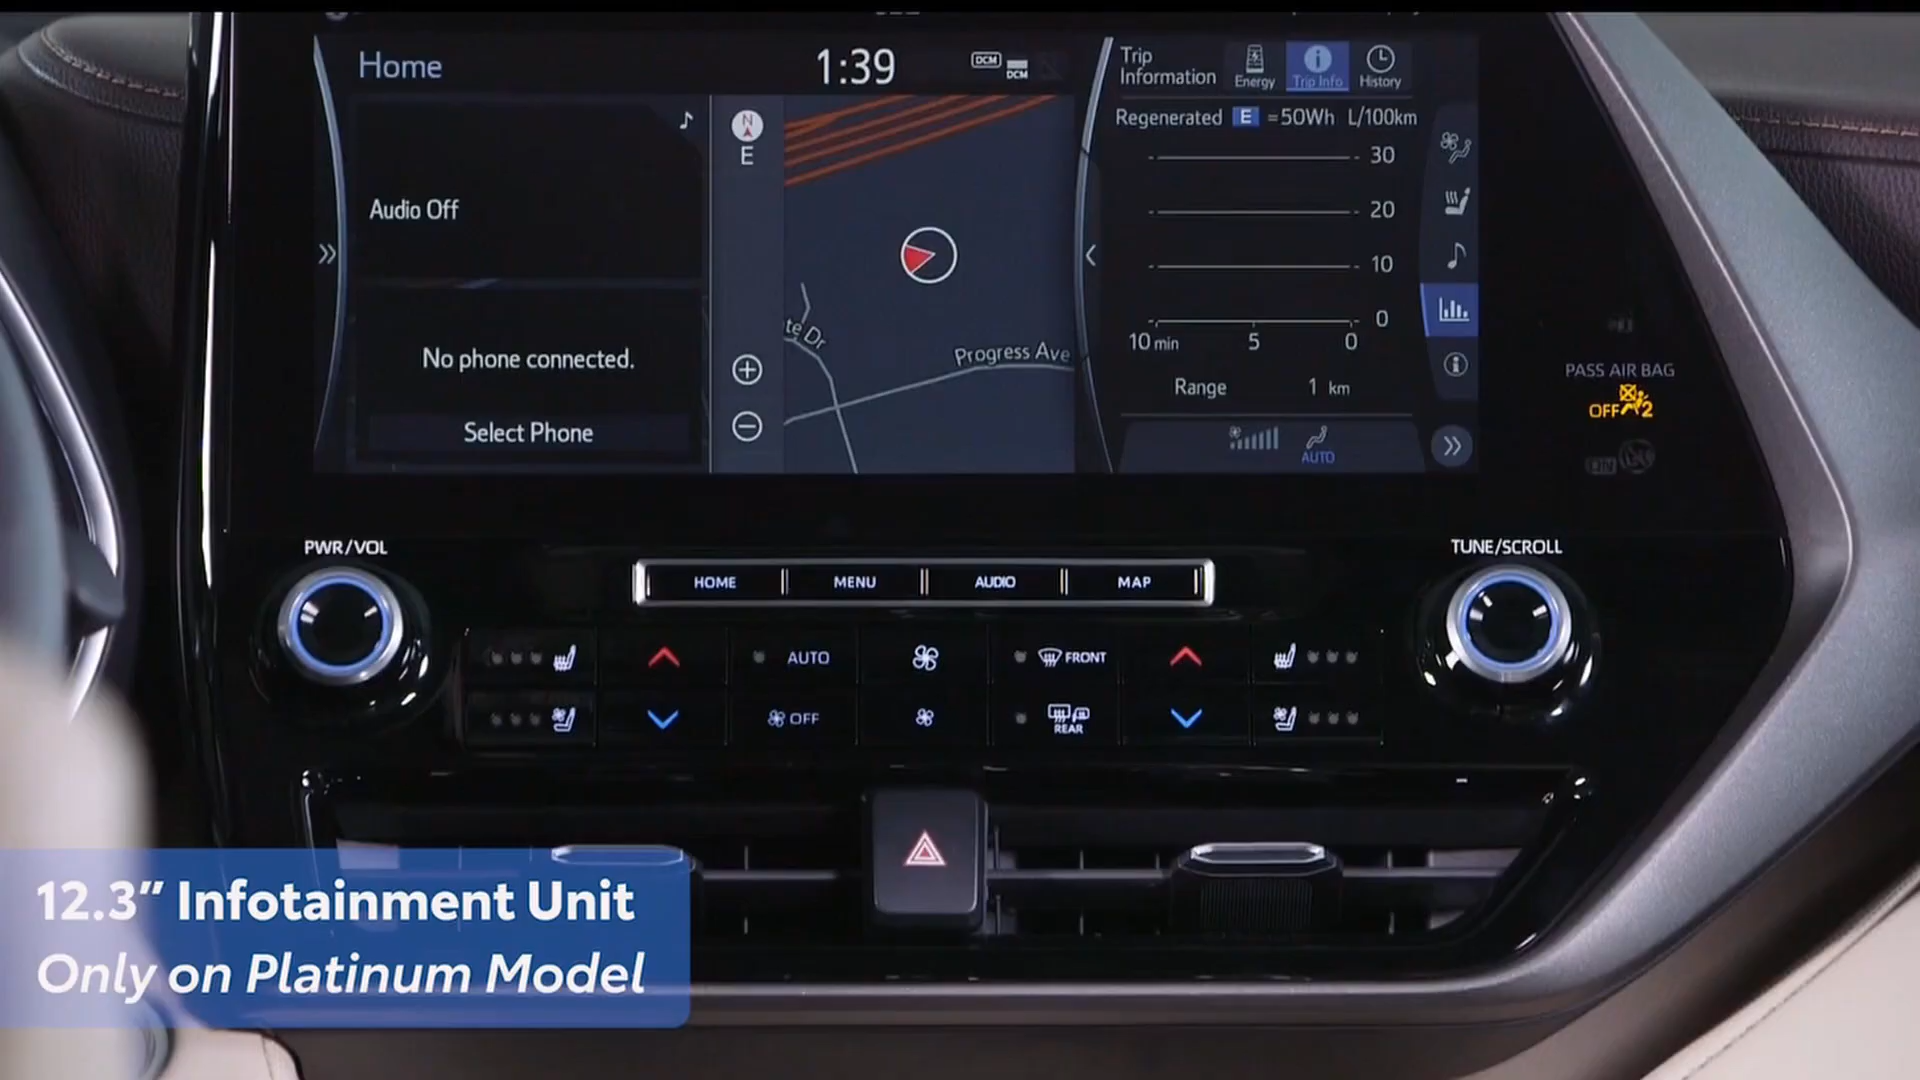 Home
1:39
DCM
DCM
Trip
Information
Energy
Trip Info
History
Regenerated E =50Wh L/100km
30
20
10
0
10 min 5 0
Range 1 km
AUTO
Audio Off
No phone connected.
Select Phone
N
E
te Dr
Progress Ave
PASS AIR BAG
OFF 2
ON
PWR/VOL
TUNE/SCROLL
HOME MENU AUDIO MAP
AUTO
FRONT
OFF
REAR
12.3” Infotainment Unit
Only on Platinum Model